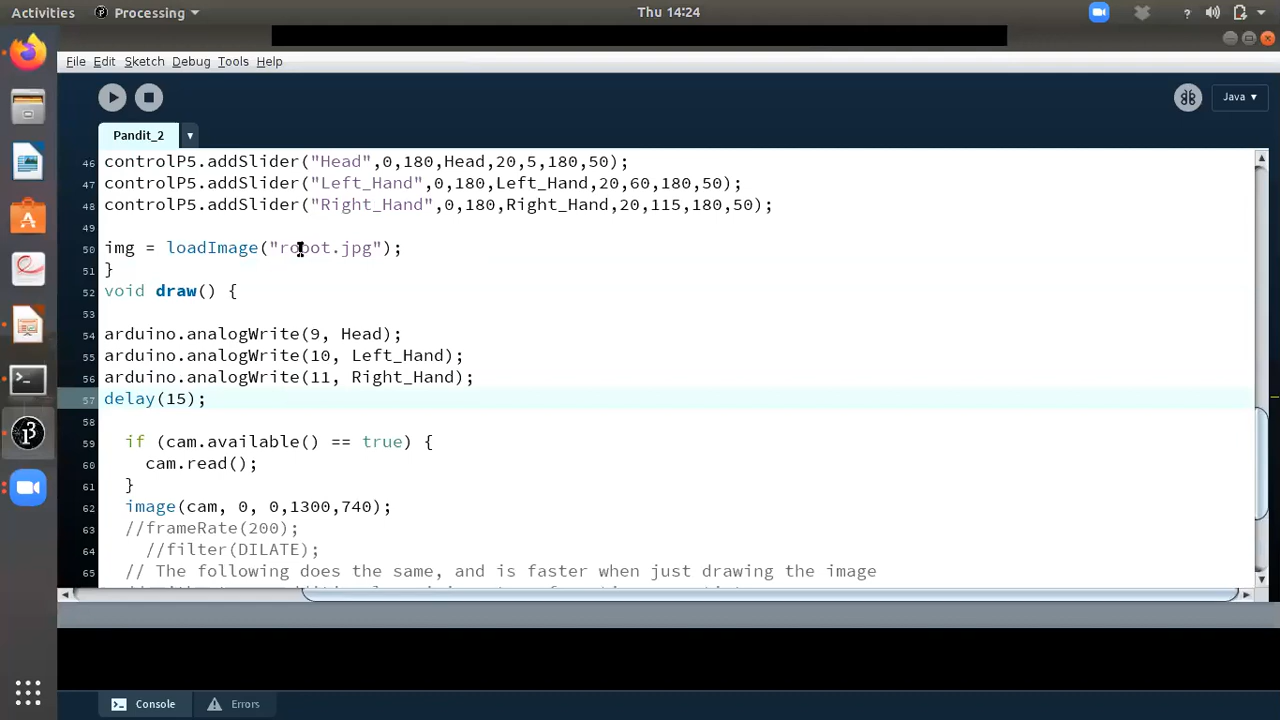 Activities Processing Thu 14:24 ?
File Edit Sketch Debug Tools Help
Java
Pandit_2
46 controlP5.addSlider("Head",0,180,Head,20,5,180,50);
47 controlP5.addSlider("Left_Hand",0,180,Left_Hand,20,60,180,50);
48 controlP5.addSlider("Right_Hand",0,180,Right_Hand,20,115,180,50);
49
50 img = loadImage("robot.jpg");
51 }
52 void draw() {
53
54 arduino.analogWrite(9, Head);
55 arduino.analogWrite(10, Left_Hand);
56 arduino.analogWrite(11, Right_Hand);
57 delay(15);
58
59 if (cam.available() == true) {
60 cam.read();
61 }
62 image(cam, 0, 0,1300,740);
63 //frameRate(200);
64 //filter(DILATE);
65 // The following does the same, and is faster when just drawing the image
Console Errors